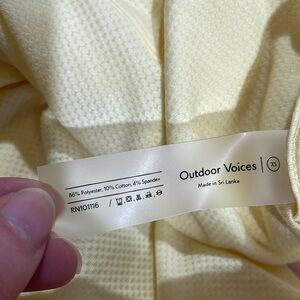 86% Polyester, 10% Cotton, 4% Spandex
RN101116 /
Outdoor Voices | XS
Made in Sri Lanka